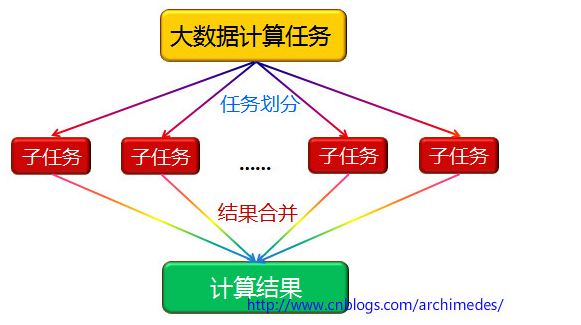 大数据计算任务
任务划分
子任务
子任务
......
子任务
子任务
结果合并
计算结果
http://www.cnblogs.com/archimedes/